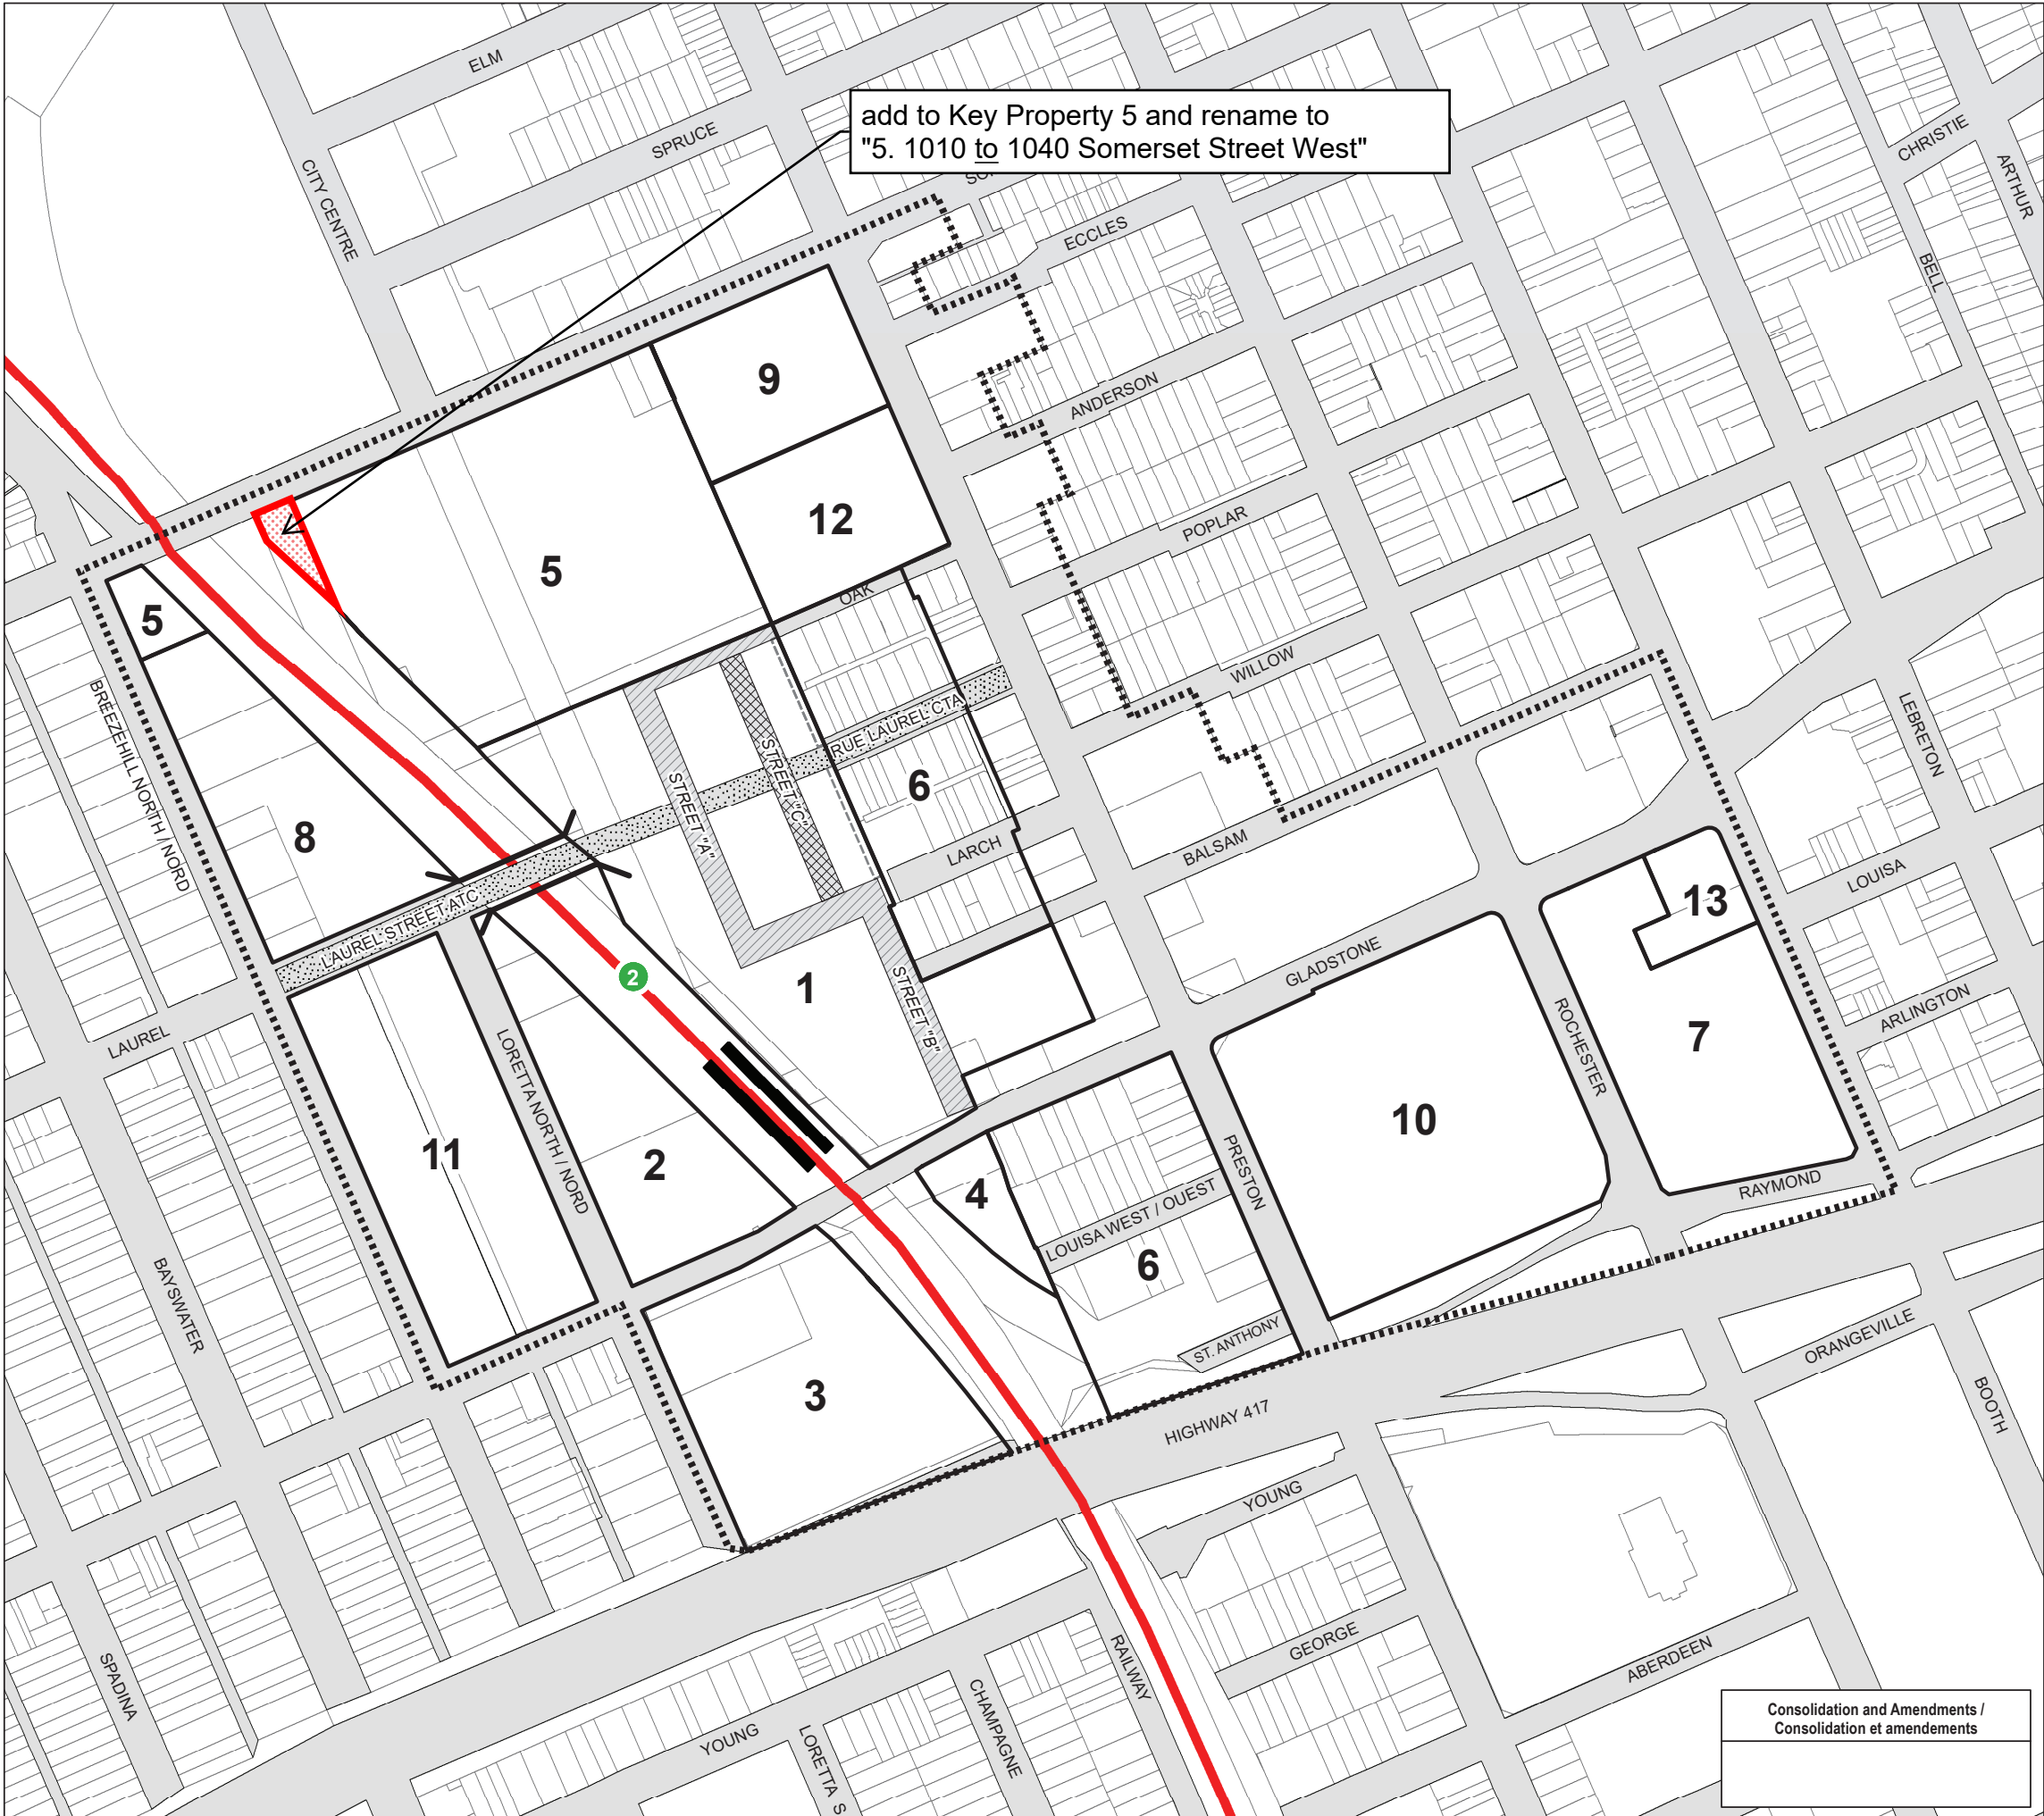 ELM
SPRUCE
CITY CENTRE
add to Key Property 5 and rename to
"5. 1010 to 1040 Somerset Street West"
CHRISTIE
ARTHUR
ECCLES
BELL
ANDERSON
9
12
5
POPLAR
OAK
5
WILLOW
BREEZEHILL NORTH / NORD
RUE LAUREL CTA
STREET "A"
STREET "C"
6
LEBRETON
8
LARCH
BALSAM
LOUISA
13
LAUREL STREET ATC
GLADSTONE
2
1
STREET "B"
ROCHESTER
ARLINGTON
LAUREL
LORETTA NORTH / NORD
7
10
11
2
4
PRESTON
RAYMOND
LOUISA WEST / OUEST
6
BAYSWATER
ST. ANTHONY
ORANGEVILLE
3
HIGHWAY 417
BOOTH
YOUNG
GEORGE
ABERDEEN
SPADINA
RAILWAY
CHAMPAGNE
YOUNG
LORETTA S
Consolidation and Amendments /
Consolidation et amendements